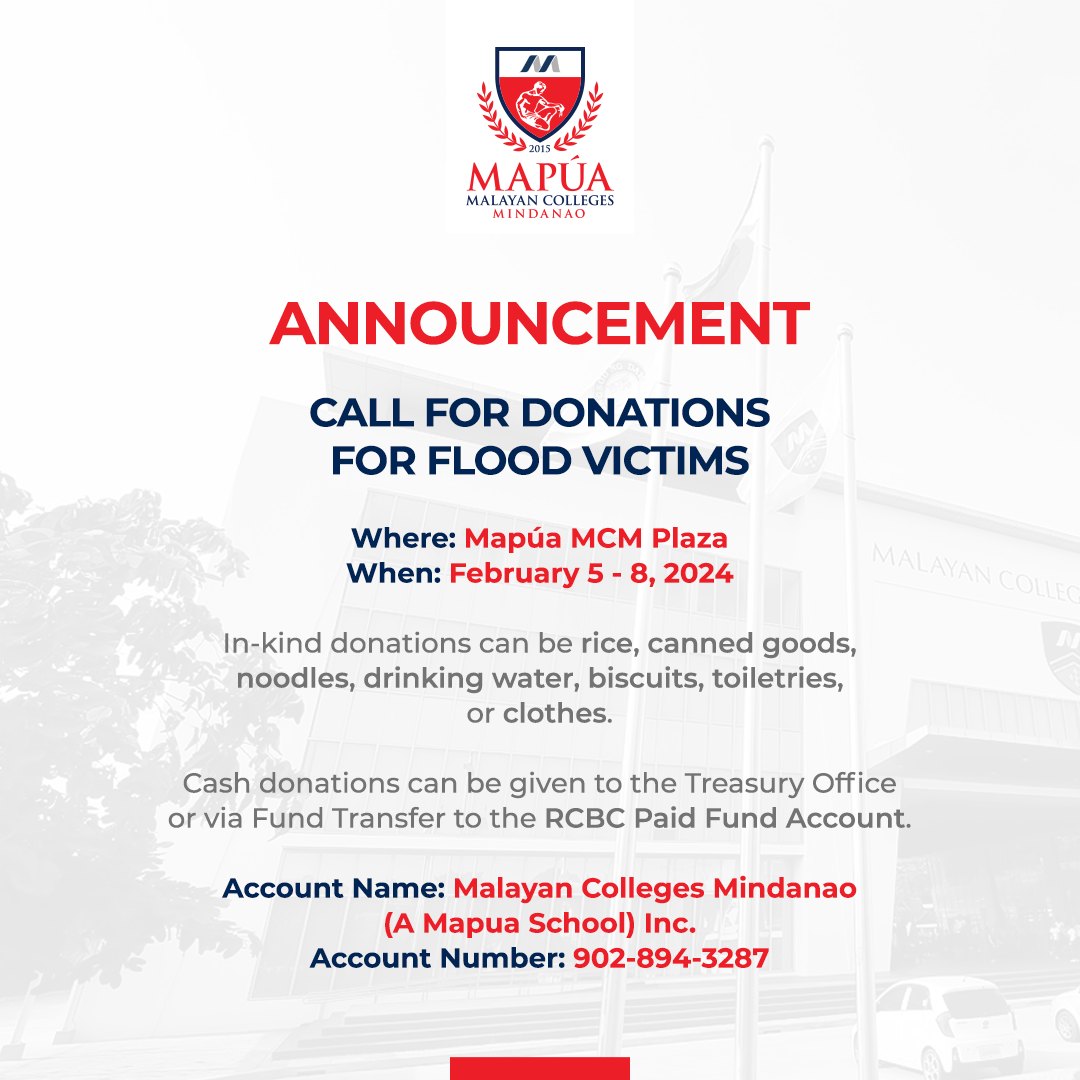 2015
MAPÚA
MALAYAN COLLEGES
MINDANAO
ANNOUNCEMENT
CALL FOR DONATIONS
FOR FLOOD VICTIMS
Where: Mapúa MCM Plaza
When: February 5 - 8, 2024
MALAYAN COLLEG
In-kind donations can be rice, canned goods,
noodles, drinking water, biscuits, toiletries,
or clothes.
Cash donations can be given to the Treasury Office
or via Fund Transfer to the RCBC Paid Fund Account.
Account Name: Malayan Colleges Mindanao
(A Mapua School) Inc.
Account Number: 902-894-3287